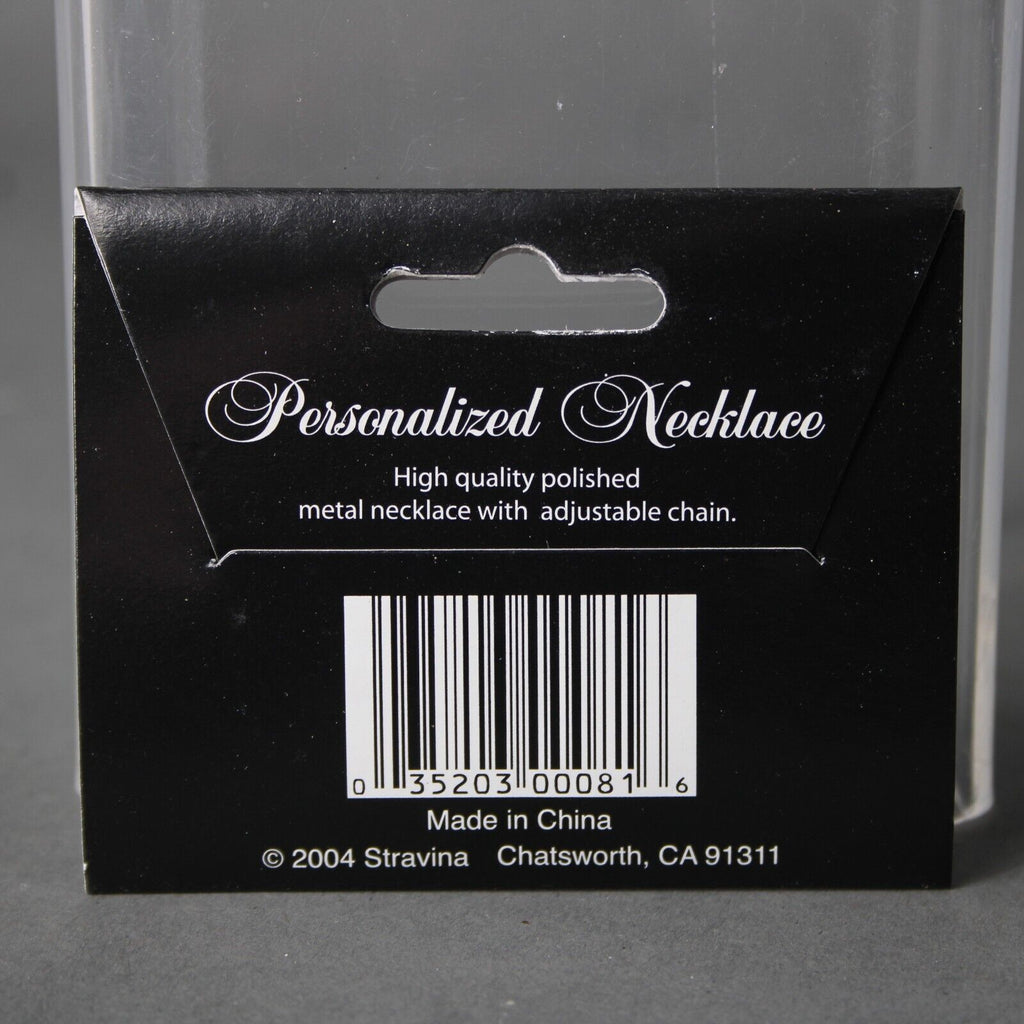 Personalized Necklace
High quality polished
metal necklace with adjustable chain.
0 35203 00081 6
Made in China
© 2004 Stravina Chatsworth, CA 91311